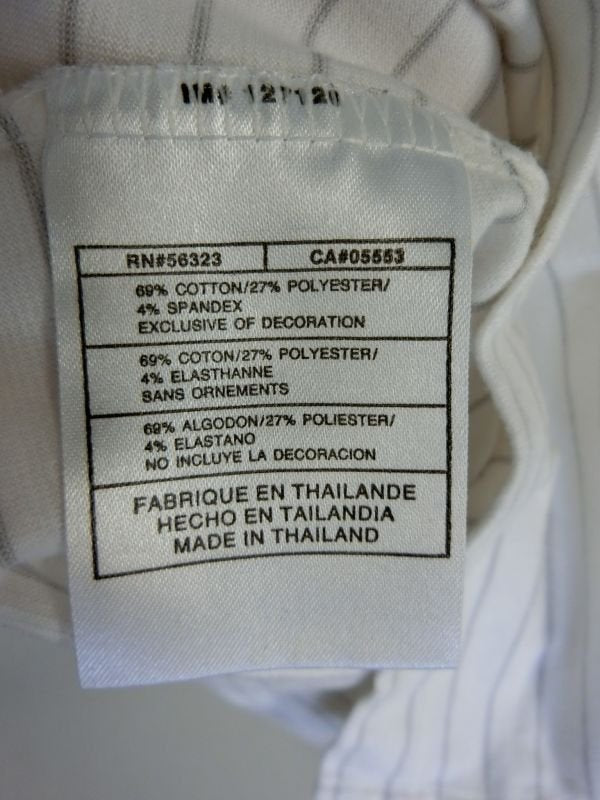 RN#56323 CA#05553
69% COTTON/27% POLYESTER/
4% SPANDEX
EXCLUSIVE OF DECORATION
69% COTON/27% POLYESTER/
4% ELASTHANNE
SANS ORNEMENTS
69% ALGODON/27% POLIESTER/
4% ELASTANO
NO INCLUYE LA DECORACION
FABRIQUE EN THAILANDE
HECHO EN TAILANDIA
MADE IN THAILAND